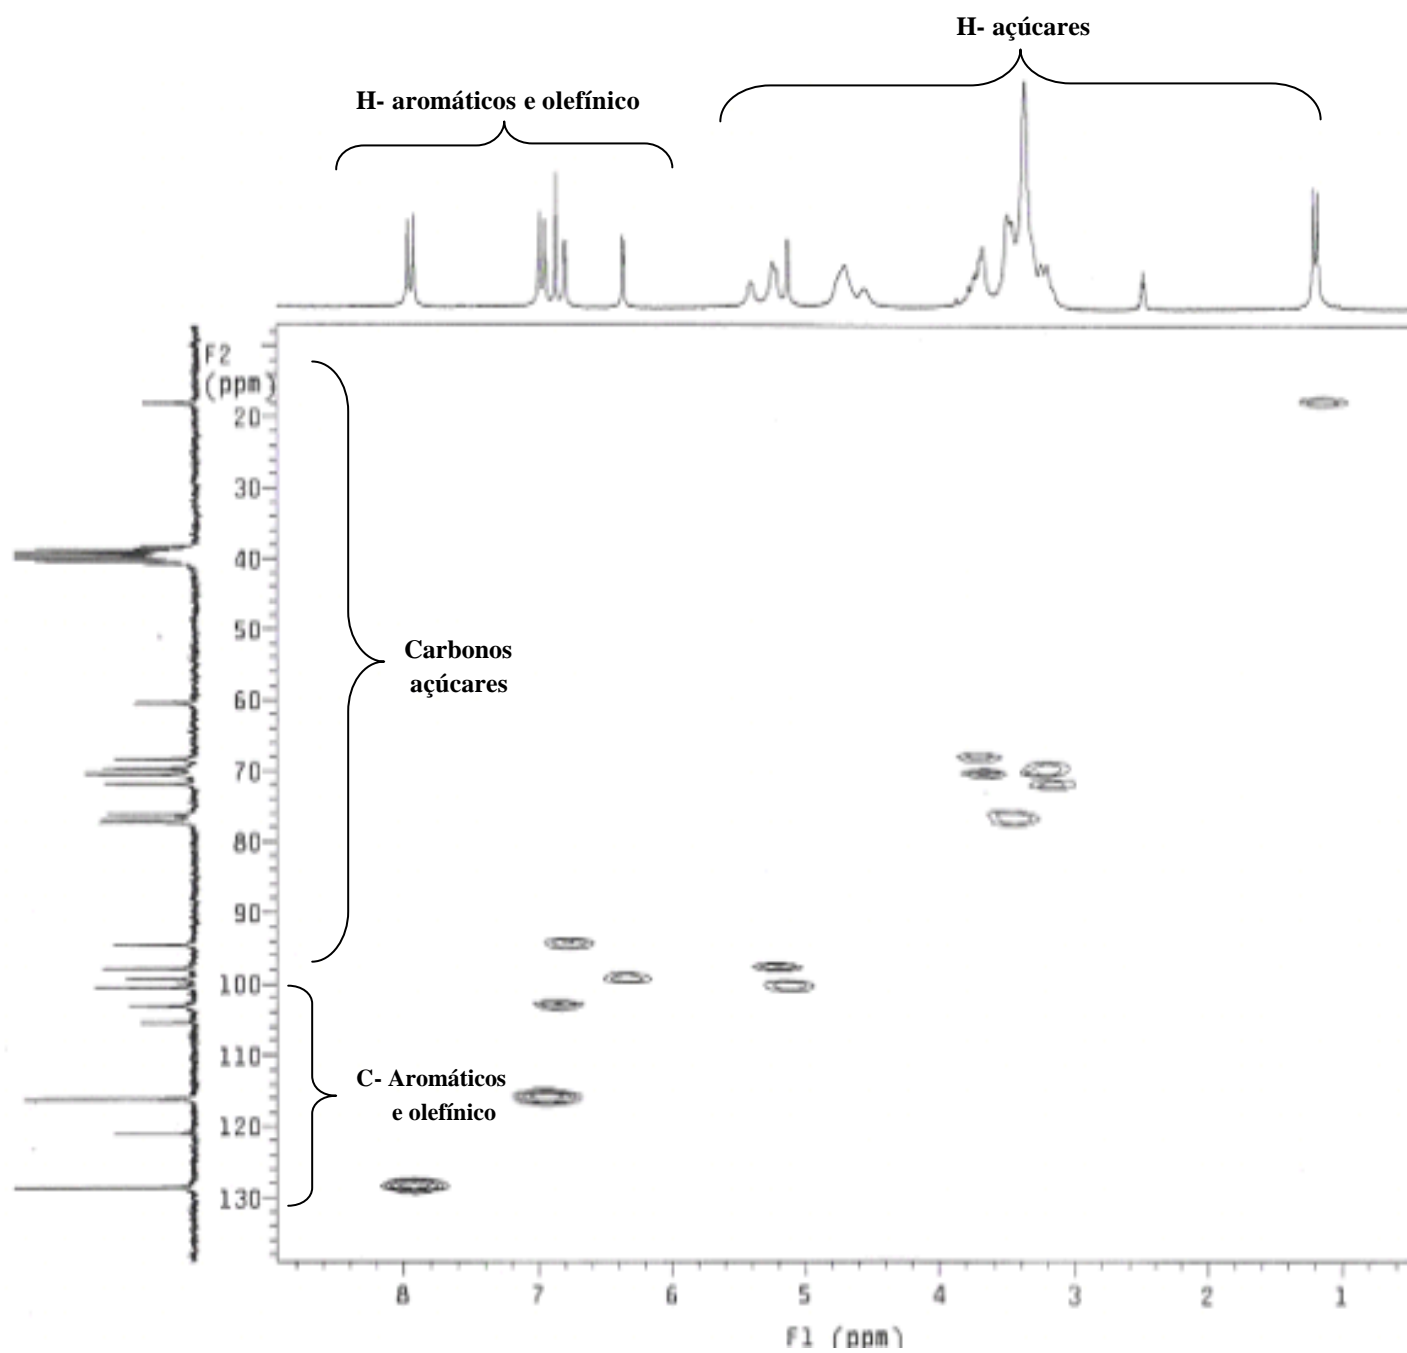 H- açúcares
H- aromáticos e olefínico
F2
(ppm)
20
30
40
50
60
70
80
90
100
110
120
130
Carbonos
açúcares
C- Aromáticos
e olefínico
8 7 6 5 4 3 2 1
F1 (ppm)